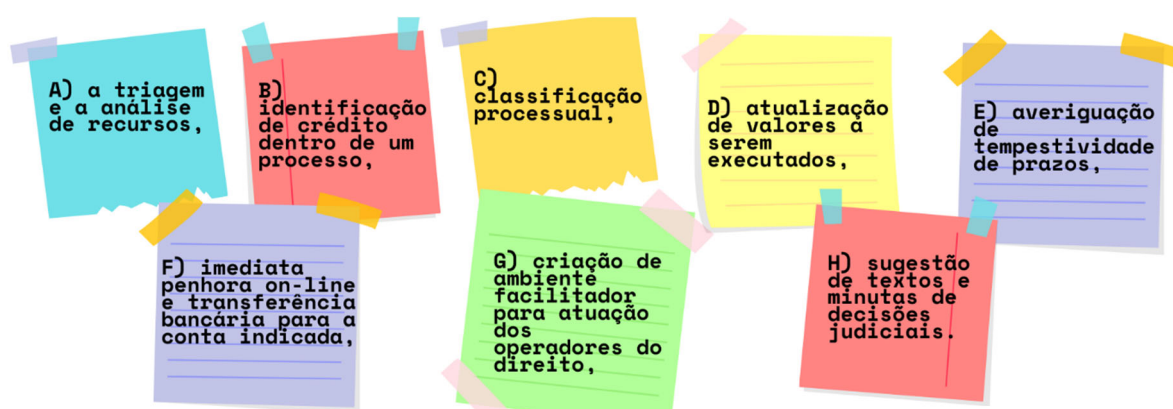 A) a triagem
e a análise
de recursos,
B)
identificação
de crédito
dentro de um
processo,
C)
classificação
processual,
D) atualização
de valores a
serem
executados,
E) averiguação
de
tempestividade
de prazos,
F) imediata
penhora on-line
e transferência
bancária para a
conta indicada,
G) criação de
ambiente
facilitador
para atuação
dos
operadores do
direito,
H) sugestão
de textos e
minutas de
decisões
judiciais.